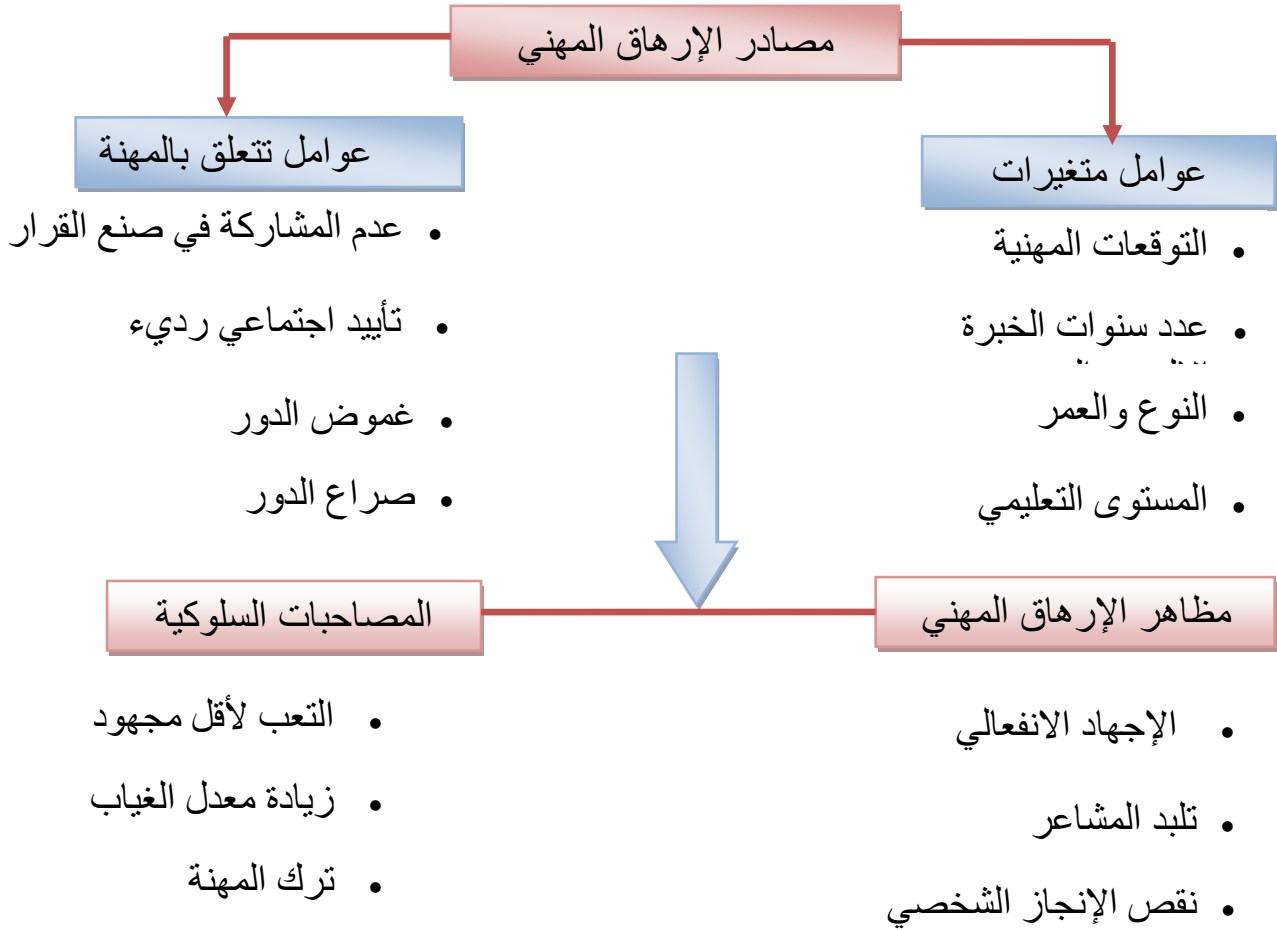 مصادر الإرهاق المهني
عوامل متغيرات
التوقعات المهنية
عدد سنوات الخبرة
النوع والعمر
المستوى التعليمي
عوامل تتعلق بالمهنة
عدم المشاركة في صنع القرار
تأييد اجتماعي رديء
غموض الدور
صراع الدور
مظاهر الإرهاق المهني
الإجهاد الانفعالي
تلبد المشاعر
نقص الإنجاز الشخصي
المصاحبات السلوكية
التعب لأقل مجهود
زيادة معدل الغياب
ترك المهنة